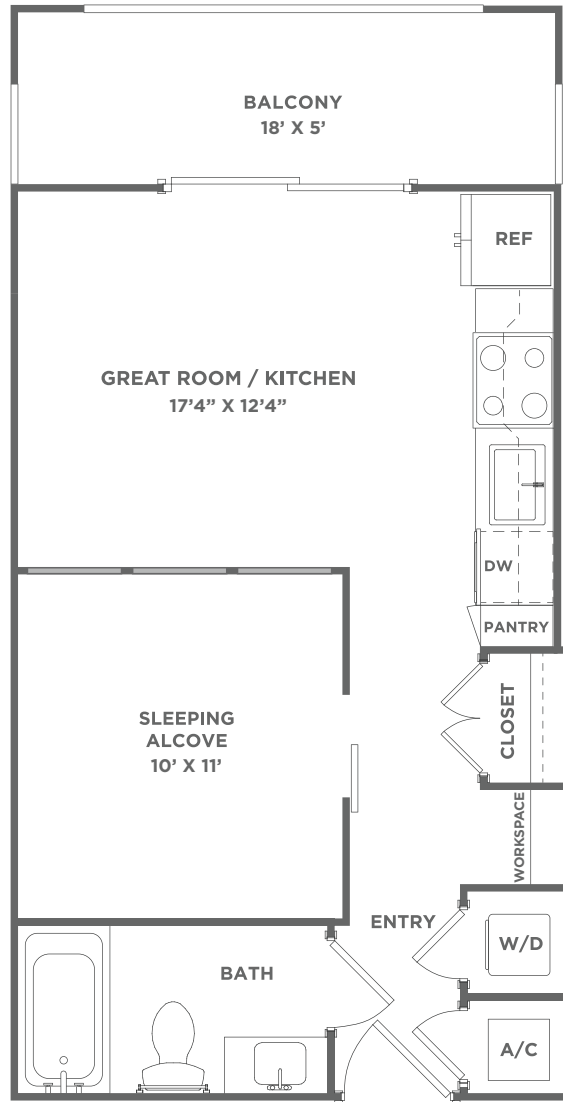 BALCONY
18’ X 5’
REF
GREAT ROOM / KITCHEN
17’4” X 12’4”
DW
PANTRY
CLOSET
SLEEPING
ALCOVE
10’ X 11’
WORKSPACE
ENTRY
W/D
BATH
A/C